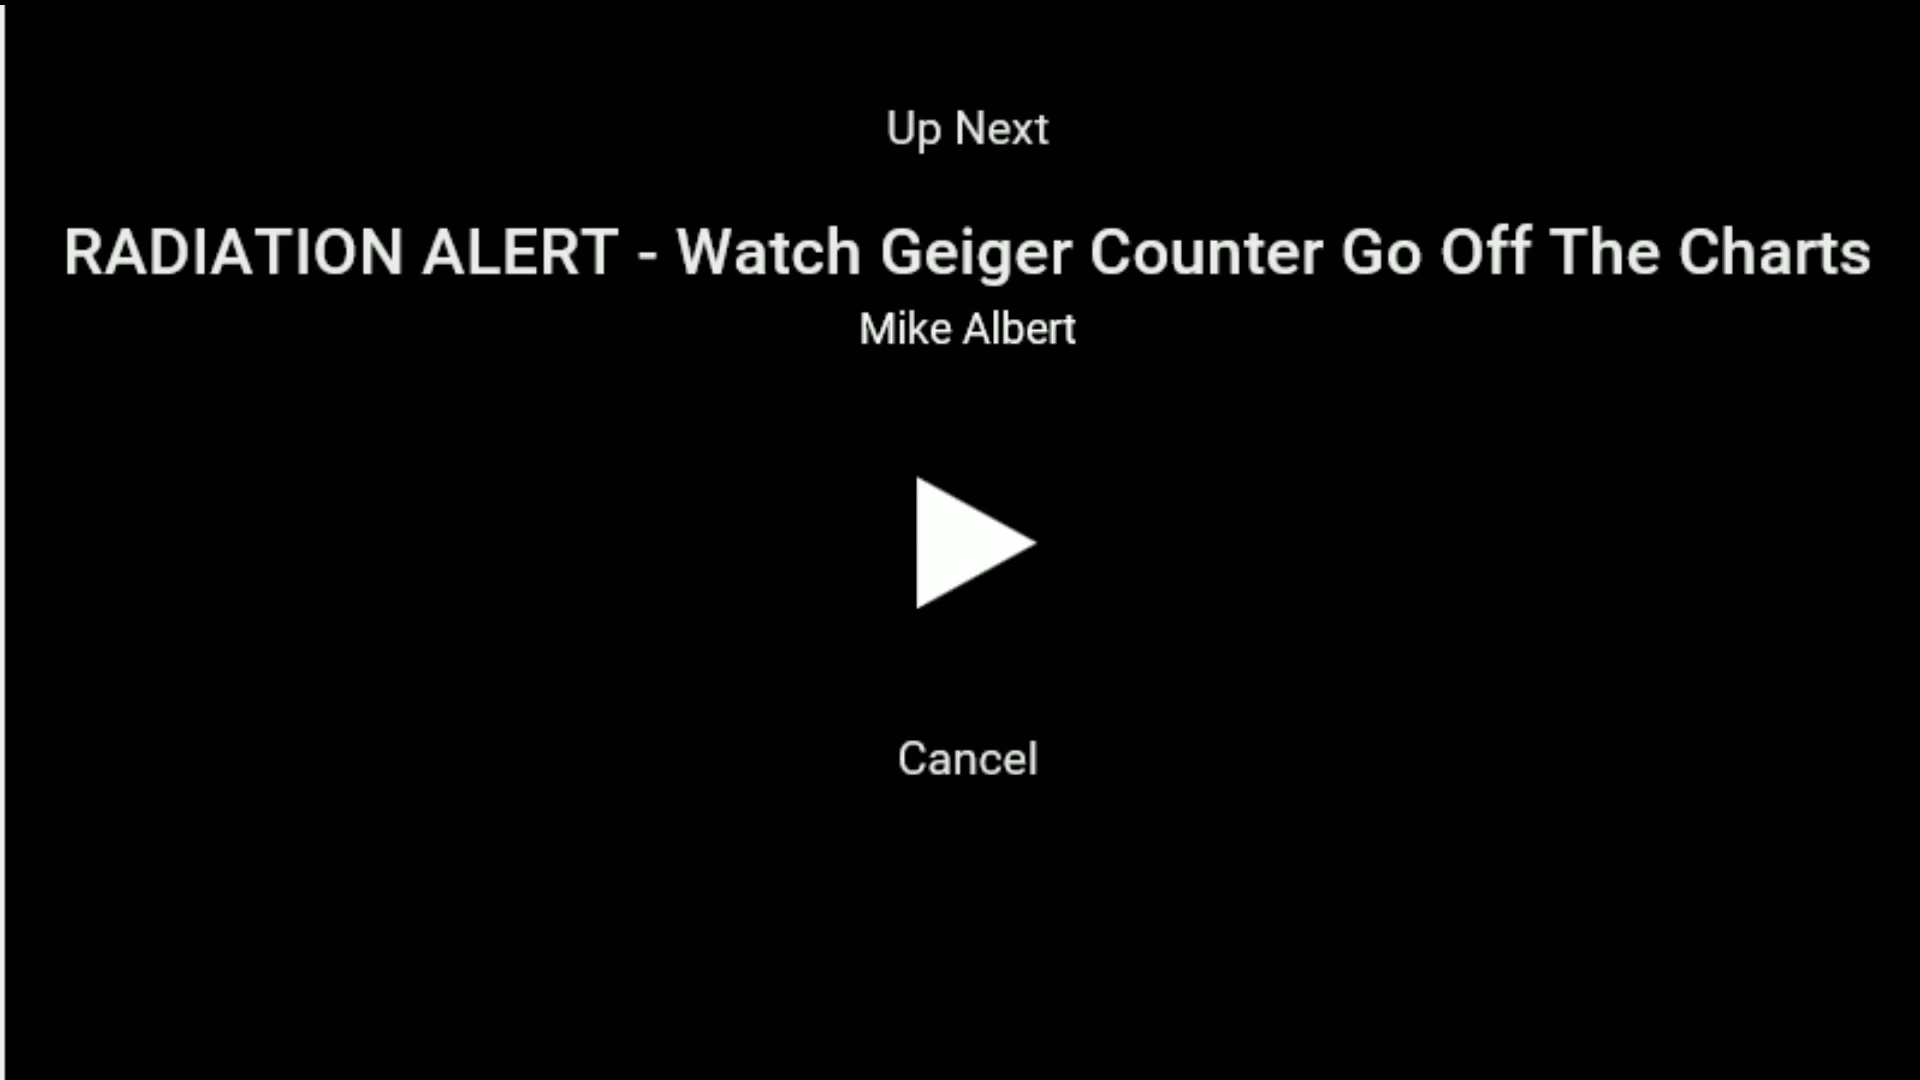 Up Next
RADIATION ALERT - Watch Geiger Counter Go Off The Charts
Mike Albert
Cancel